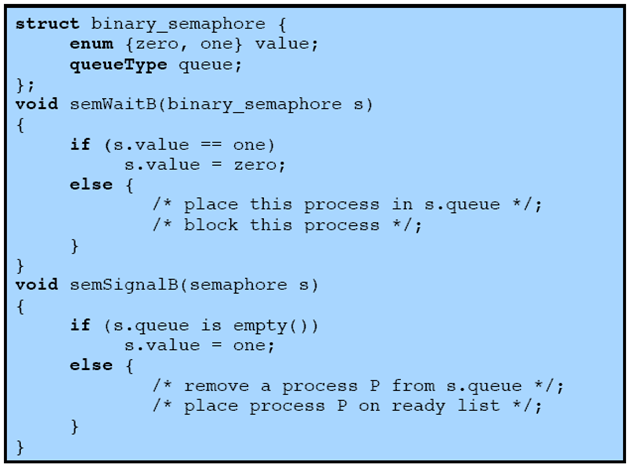 struct binary_semaphore {
     enum {zero, one} value;
     queueType queue;
};
void semWaitB(binary_semaphore s)
{
     if (s.value == one)
          s.value = zero;
     else {
             /* place this process in s.queue */;
             /* block this process */;
     }
}
void semSignalB(semaphore s)
{
     if (s.queue is empty())
          s.value = one;
     else {
             /* remove a process P from s.queue */;
             /* place process P on ready list */;
     }
}